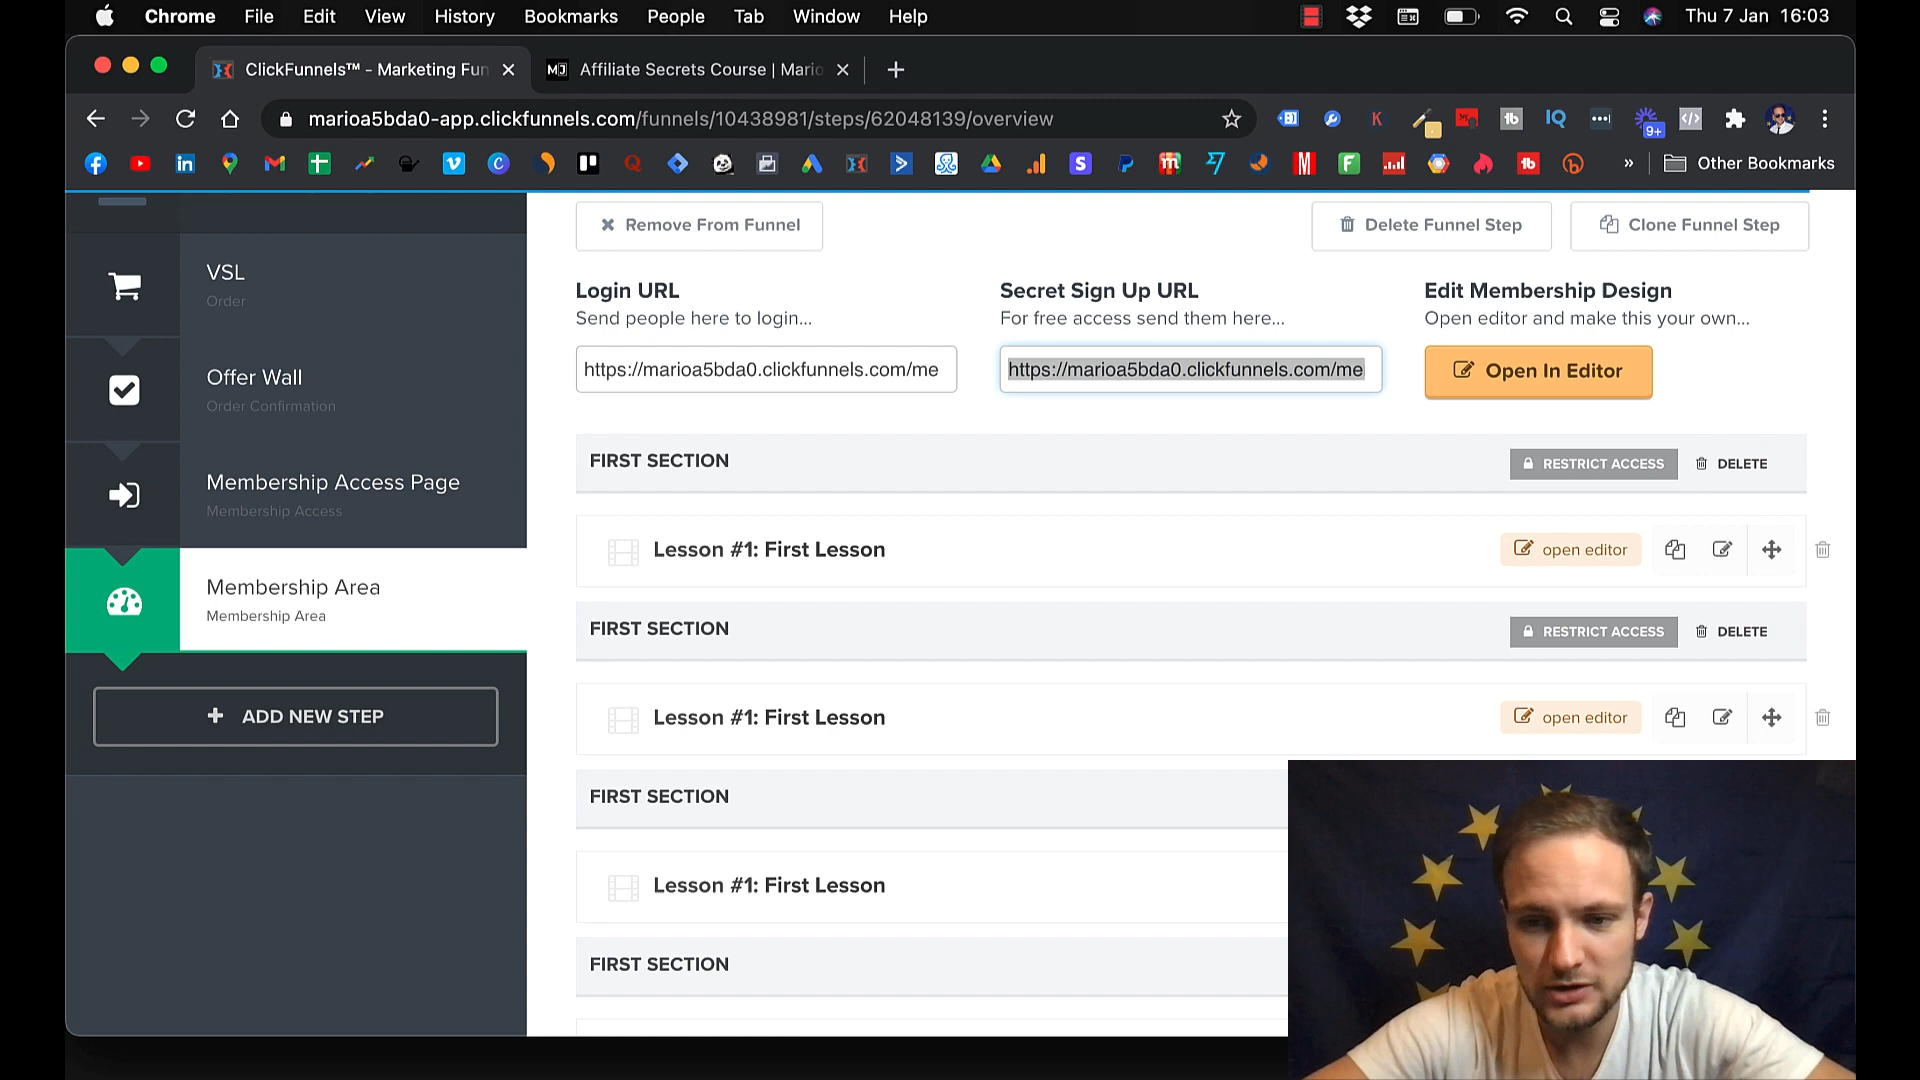 Chrome File Edit View History Bookmarks People Tab Window Help Thu 7 Jan 16:03
ClickFunnels™ - Marketing Fun
MJ Affiliate Secrets Course | Mario
marioa5bda0-app.clickfunnels.com/funnels/10438981/steps/62048139/overview
9+
Other Bookmarks
Remove From Funnel
Delete Funnel Step
Clone Funnel Step
VSL
Order
Offer Wall
Order Confirmation
Membership Access Page
Membership Access
Membership Area
Membership Area
ADD NEW STEP
Login URL
Send people here to login...
https://marioa5bda0.clickfunnels.com/me
Secret Sign Up URL
For free access send them here...
https://marioa5bda0.clickfunnels.com/me
Edit Membership Design
Open editor and make this your own...
Open In Editor
FIRST SECTION
RESTRICT ACCESS DELETE
Lesson #1: First Lesson
open editor
FIRST SECTION
RESTRICT ACCESS DELETE
Lesson #1: First Lesson
open editor
FIRST SECTION
Lesson #1: First Lesson
FIRST SECTION